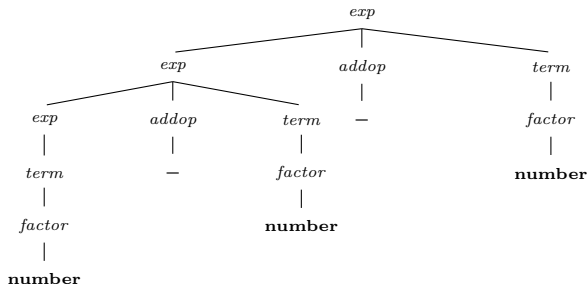 exp
exp addop term
exp addop term − factor
term − factor number
factor number
number